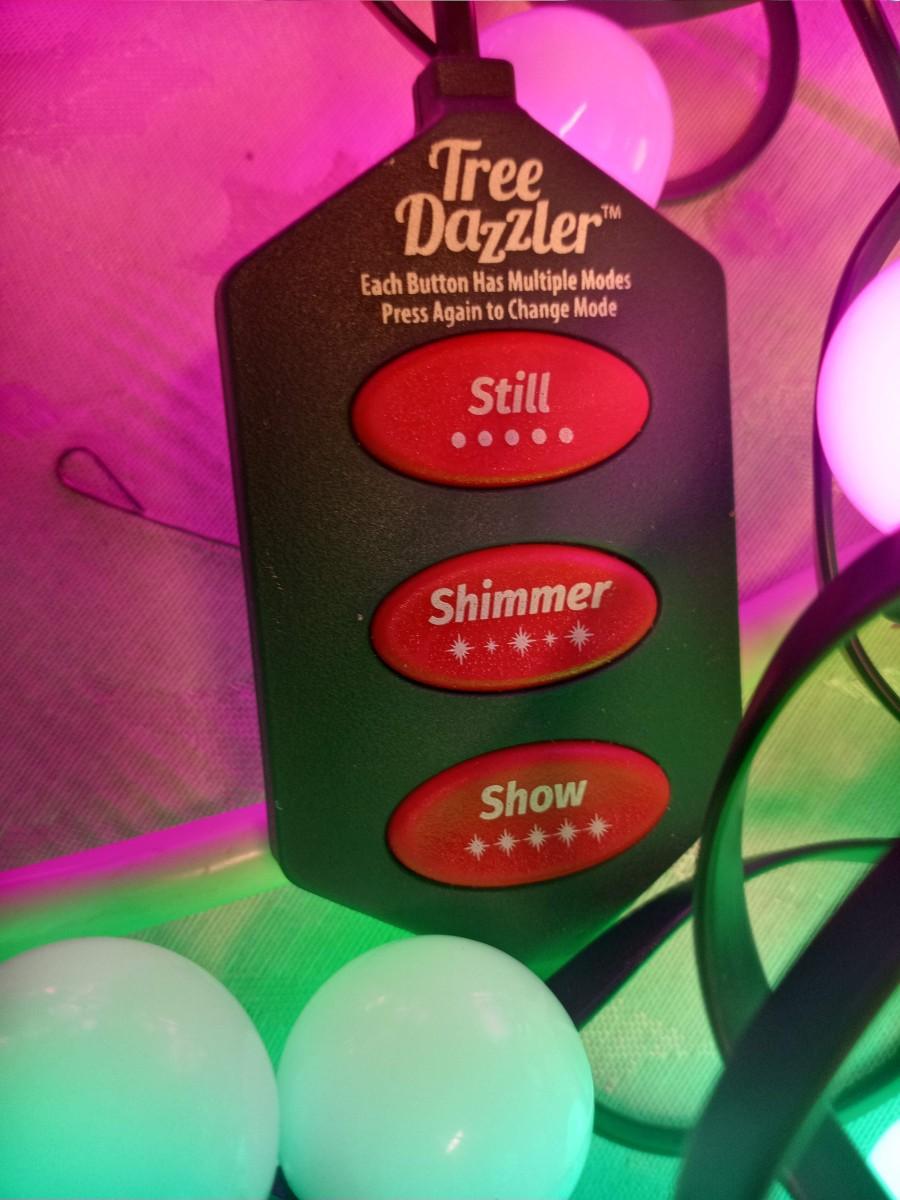 Tree
Dazzler™
Each Button Has Multiple Modes
Press Again to Change Mode
Still
Shimmer
Show